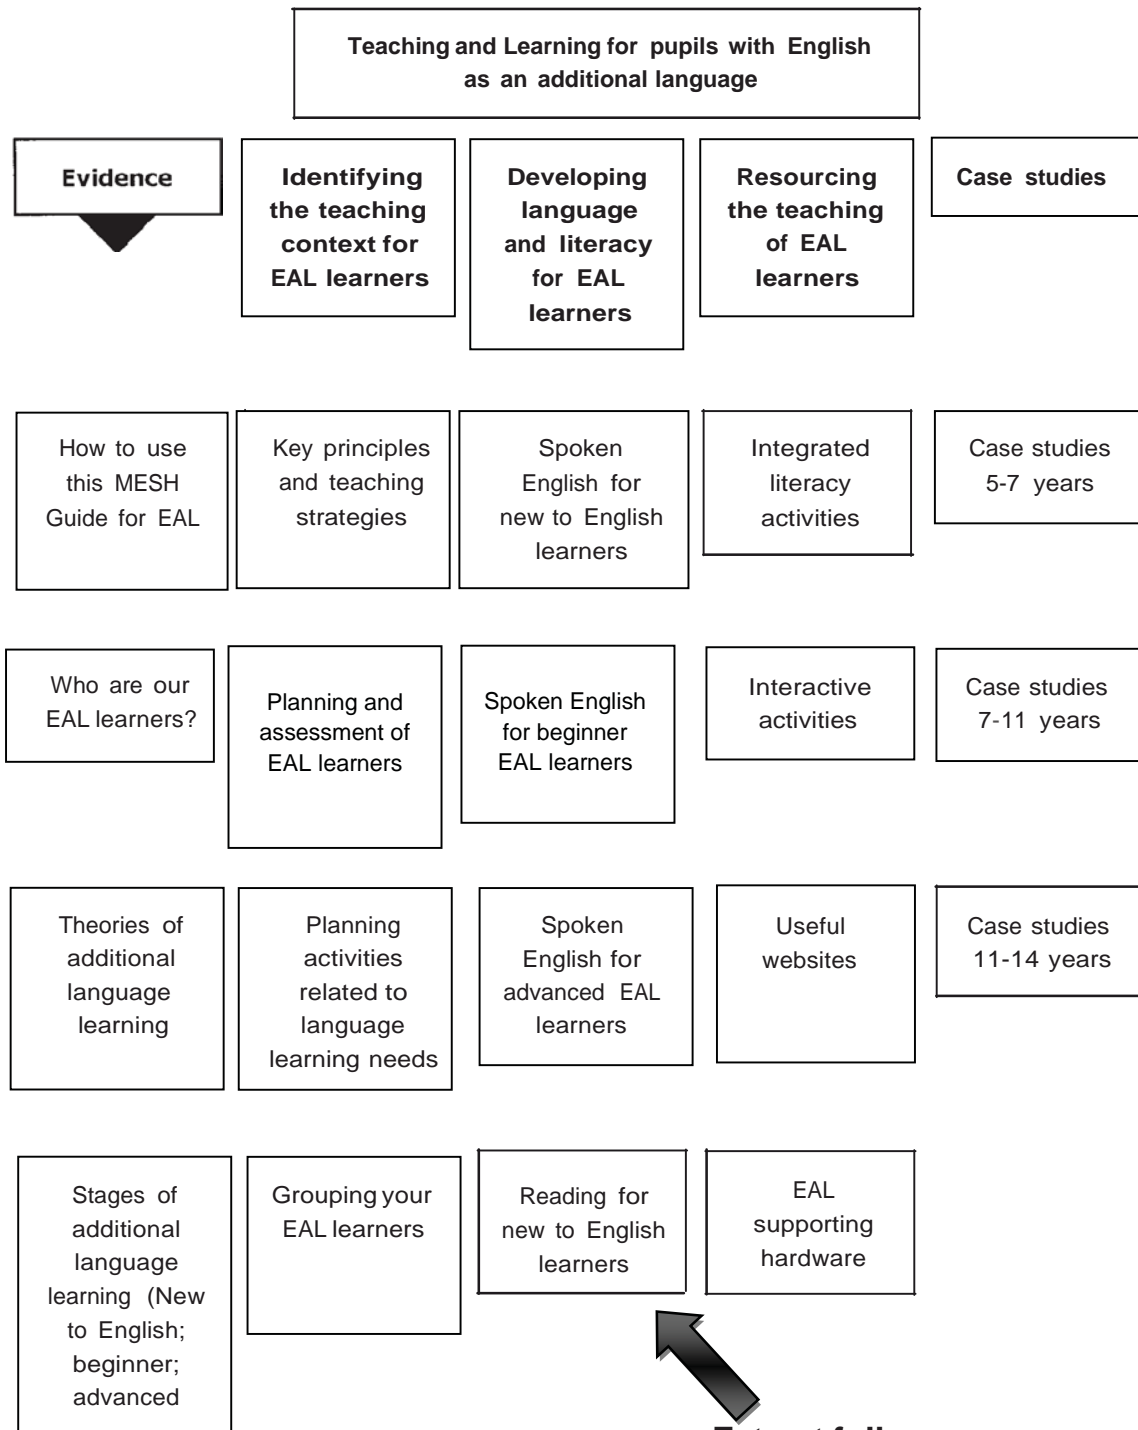 Teaching and Learning for pupils with English
as an additional language
Evidence
Identifying
the teaching
context for
EAL learners
Developing
language
and literacy
for EAL
learners
Resourcing
the teaching
of EAL
learners
Case studies
How to use
this MESH
Guide for EAL
Key principles
and teaching
strategies
Spoken
English for
new to English
learners
Integrated
literacy
activities
Case studies
5-7 years
Who are our
EAL learners?
Planning and
assessment of
EAL learners
Spoken English
for beginner
EAL learners
Interactive
activities
Case studies
7-11 years
Theories of
additional
language
learning
Planning
activities
related to
language
learning needs
Spoken
English for
advanced EAL
learners
Useful
websites
Case studies
11-14 years
Stages of
additional
language
learning (New
to English;
beginner;
advanced
Grouping your
EAL learners
Reading for
new to English
learners
EAL
supporting
hardware